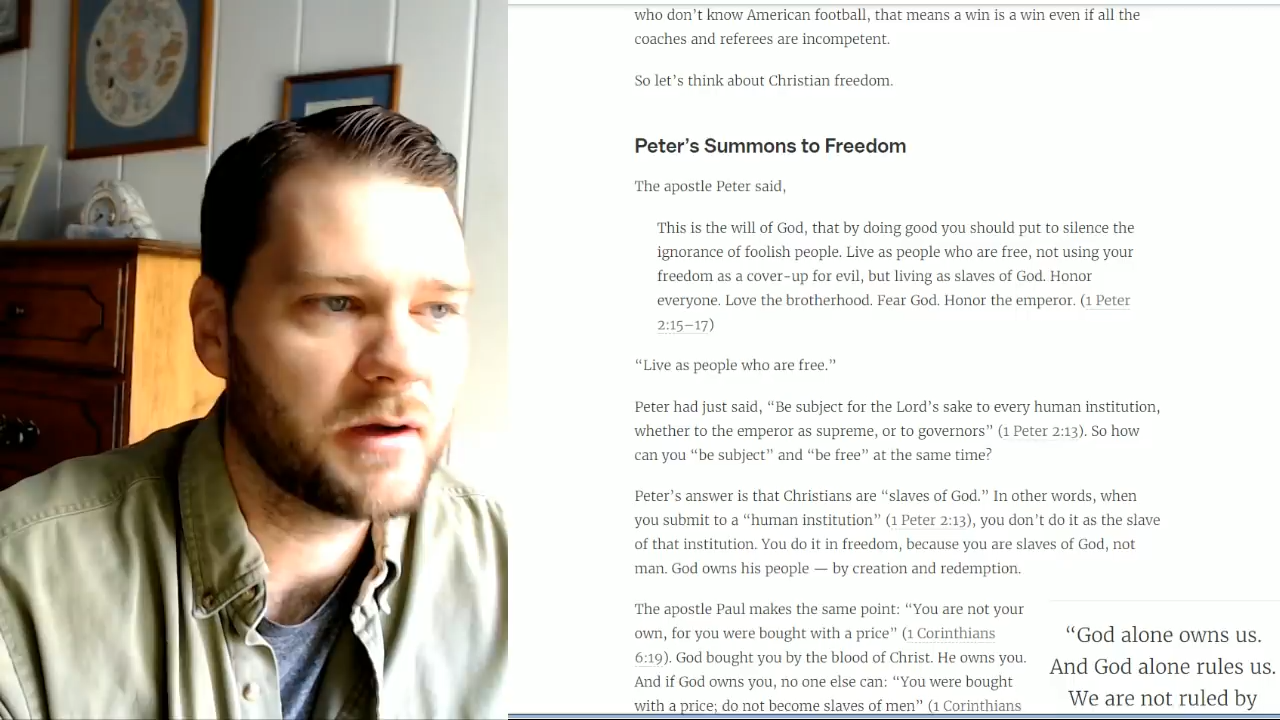 who don’t know American football, that means a win is a win even if all the
coaches and referees are incompetent.
So let’s think about Christian freedom.
Peter’s Summons to Freedom
The apostle Peter said,
This is the will of God, that by doing good you should put to silence the
ignorance of foolish people. Live as people who are free, not using your
freedom as a cover-up for evil, but living as slaves of God. Honor
everyone. Love the brotherhood. Fear God. Honor the emperor. (1 Peter
2:15–17)
“Live as people who are free.”
Peter had just said, “Be subject for the Lord’s sake to every human institution,
whether to the emperor as supreme, or to governors” (1 Peter 2:13). So how
can you “be subject” and “be free” at the same time?
Peter’s answer is that Christians are “slaves of God.” In other words, when
you submit to a “human institution” (1 Peter 2:13), you don’t do it as the slave
of that institution. You do it in freedom, because you are slaves of God, not
man. God owns his people — by creation and redemption.
The apostle Paul makes the same point: “You are not your
own, for you were bought with a price” (1 Corinthians
6:19). God bought you by the blood of Christ. He owns you.
And if God owns you, no one else can: “You were bought
with a price; do not become slaves of men” (1 Corinthians
“God alone owns us.
And God alone rules us.
We are not ruled by